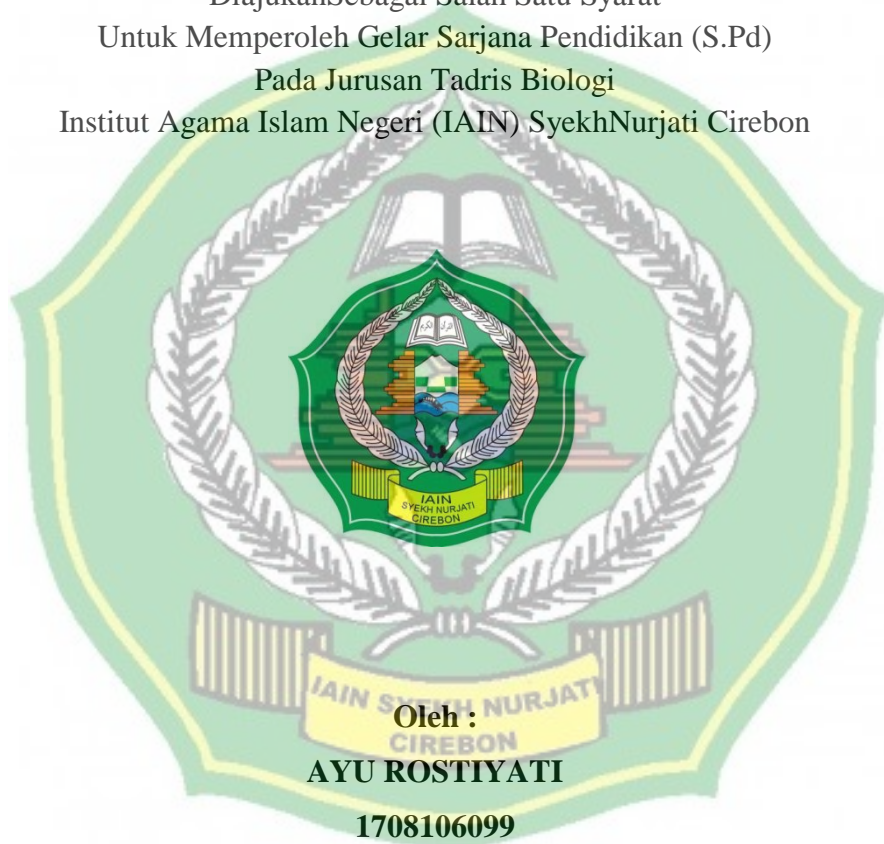 DiajukanSebagai Salah Satu Syarat
Untuk Memperoleh Gelar Sarjana Pendidikan (S.Pd)
Pada Jurusan Tadris Biologi
Institut Agama Islam Negeri (IAIN) SyekhNurjati Cirebon
IAIN
SYEKH NURJATI
CIREBON
IAIN SYEKH NURJATI
CIREBON
Oleh :
AYU ROSTIYATI
1708106099